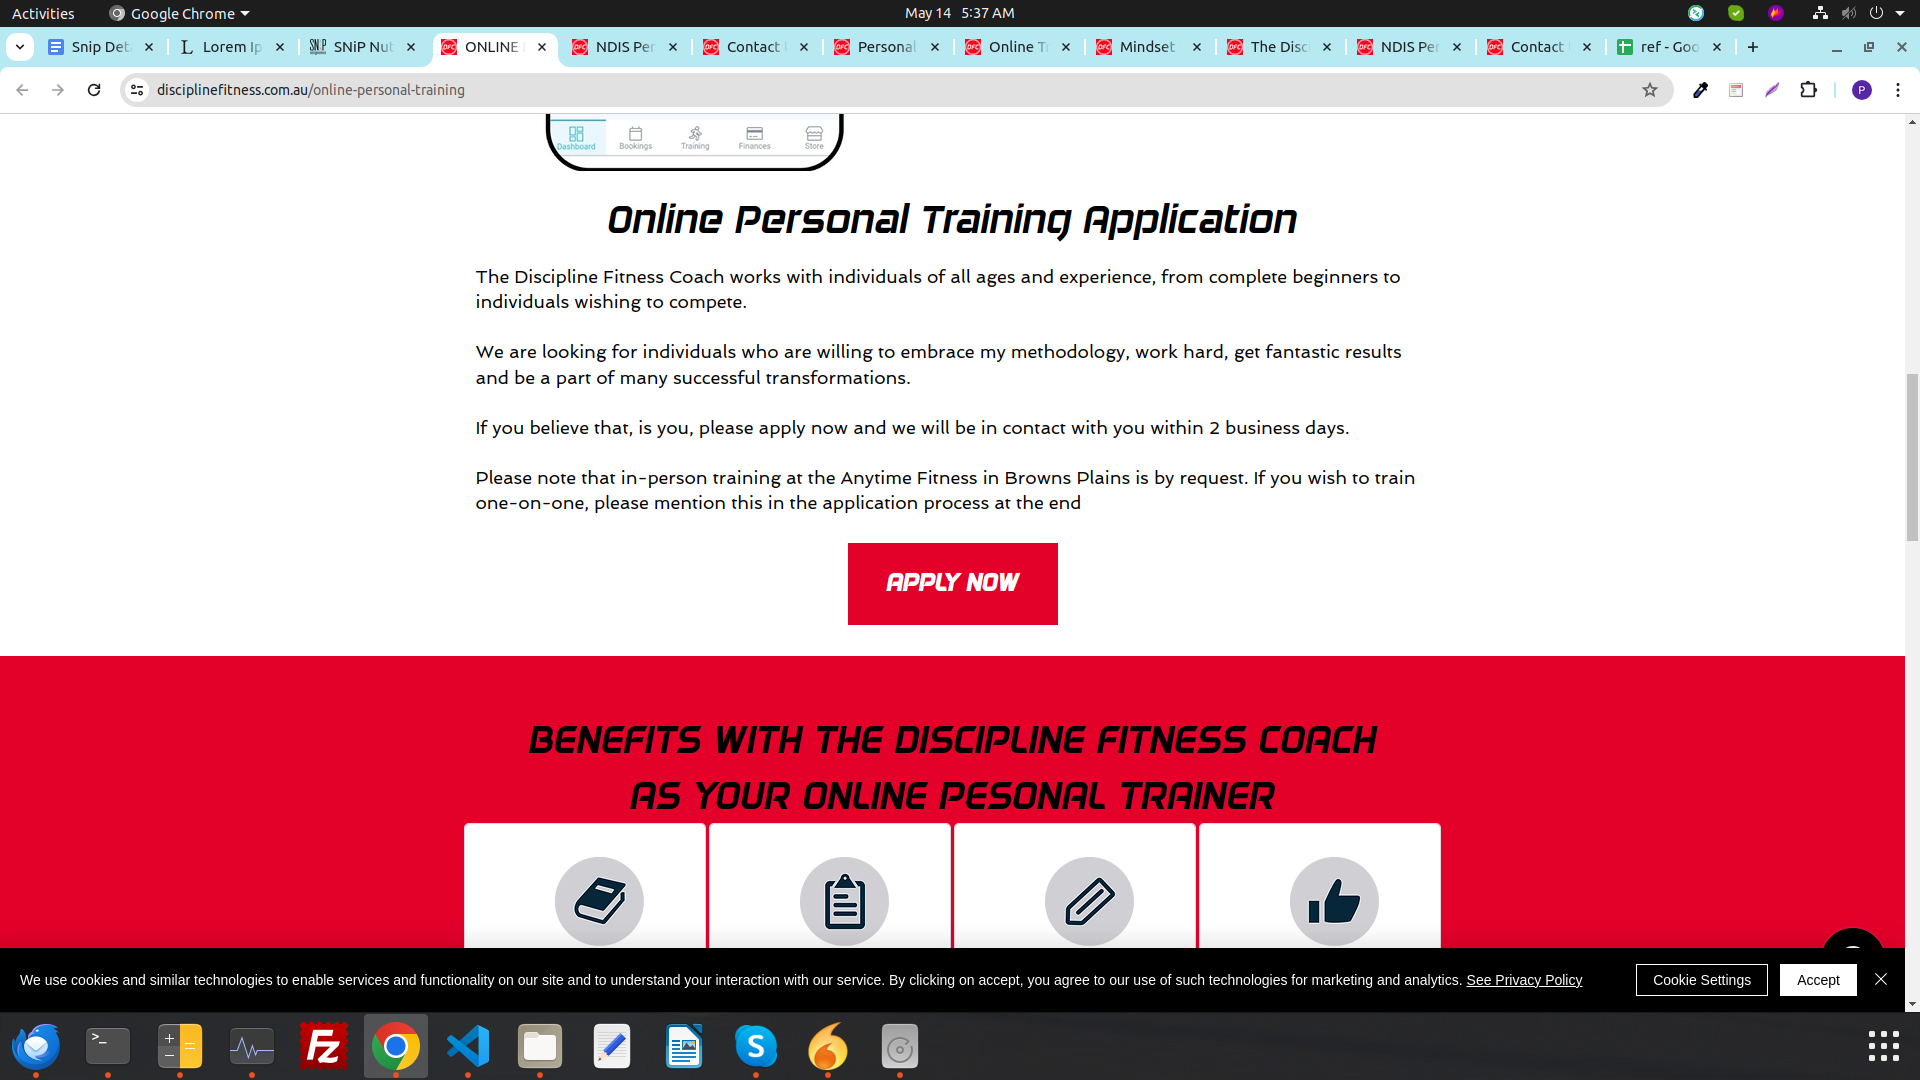 Activities
Google Chrome
May 14 5:37 AM
Snip Det
Lorem Ip
SNiP Nut
ONLINE
NDIS Per
Contact
Personal
Online Tr
Mindset
The Disc
NDIS Per
Contact
ref - Goo
disciplinefitness.com.au/online-personal-training
P
Dashboard
Bookings
Training
Finances
Store
Online Personal Training Application
The Discipline Fitness Coach works with individuals of all ages and experience, from complete beginners to
individuals wishing to compete.
We are looking for individuals who are willing to embrace my methodology, work hard, get fantastic results
and be a part of many successful transformations.
If you believe that, is you, please apply now and we will be in contact with you within 2 business days.
Please note that in-person training at the Anytime Fitness in Browns Plains is by request. If you wish to train
one-on-one, please mention this in the application process at the end
APPLY NOW
BENEFITS WITH THE DISCIPLINE FITNESS COACH
AS YOUR ONLINE PESONAL TRAINER
We use cookies and similar technologies to enable services and functionality on our site and to understand your interaction with our service. By clicking on accept, you agree to our use of such technologies for marketing and analytics. See Privacy Policy
Cookie Settings
Accept